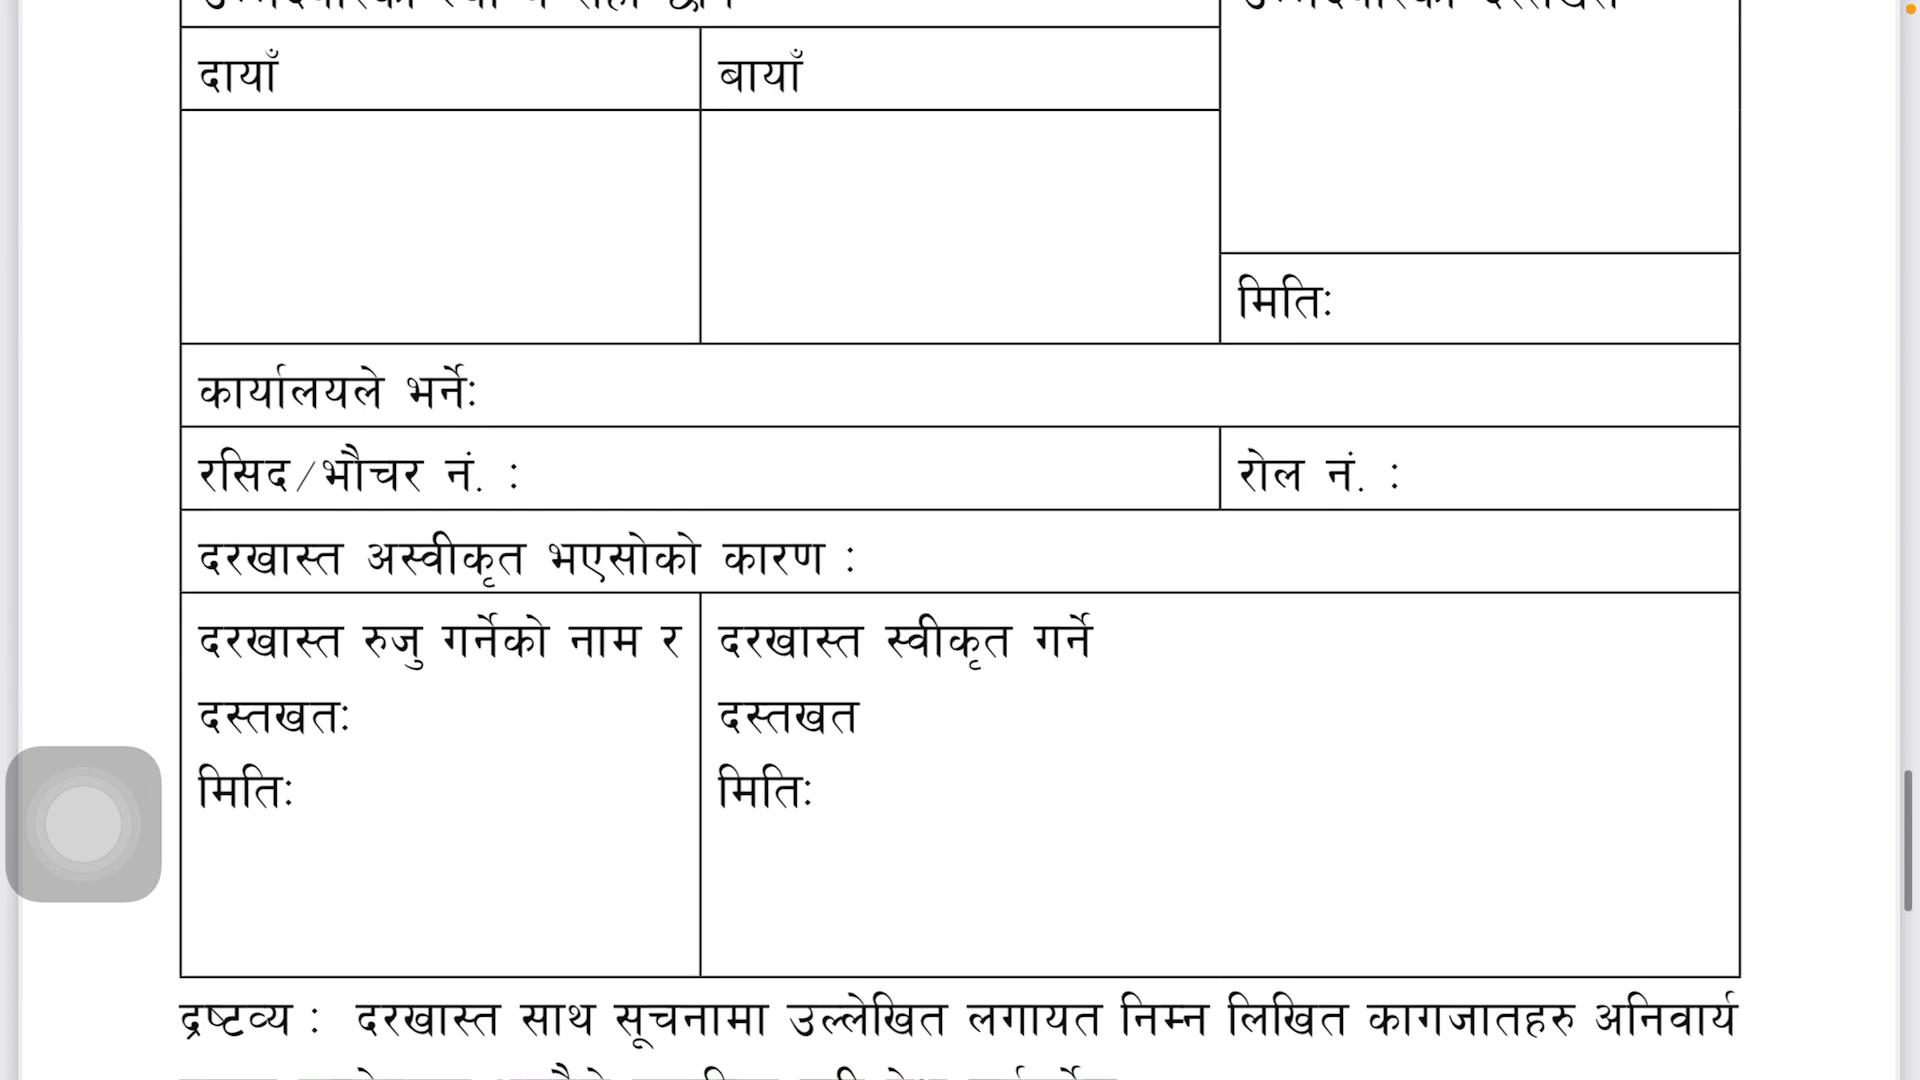 दायाँ
बायाँ
मितिः
कार्यालयले भर्नेः
रसिद/भौचर नं. :
रोल नं. :
दरखास्त अस्वीकृत भएसोको कारण :
दरखास्त रुजु गर्नेको नाम र
दस्तखतः
मितिः
दरखास्त स्वीकृत गर्ने
दस्तखत
मितिः
द्रष्टव्य : दरखास्त साथ सूचनामा उल्लेखित लगायत निम्न लिखित कागजातहरु अनिवार्य